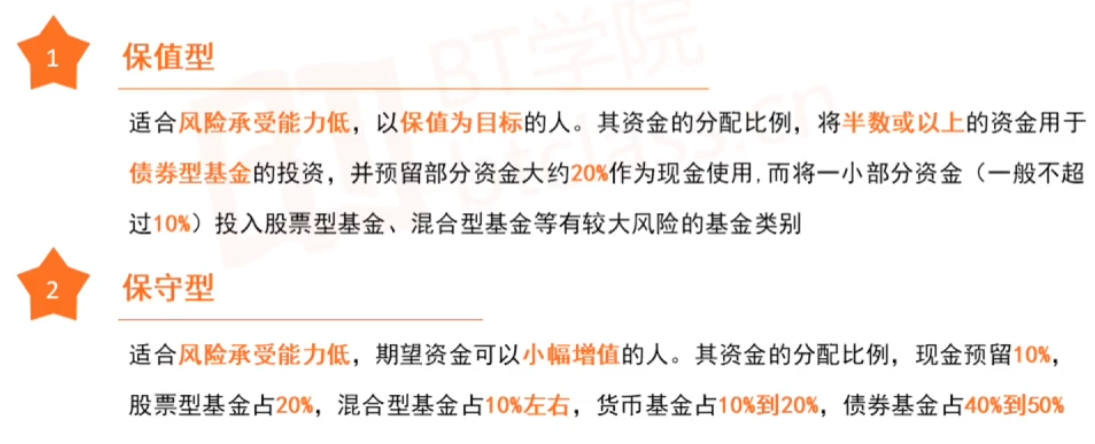 1 保值型
适合风险承受能力低，以保值为目标的人。其资金的分配比例，将半数或以上的资金用于
债券型基金的投资，并预留部分资金大约20%作为现金使用,而将一小部分资金（一般不超
过10%）投入股票型基金、混合型基金等有较大风险的基金类别
2 保守型
适合风险承受能力低，期望资金可以小幅增值的人。其资金的分配比例，现金预留10%，
股票型基金占20%，混合型基金占10%左右，货币基金占10%到20%，债券基金占40%到50%
BT学院
btclass.cn